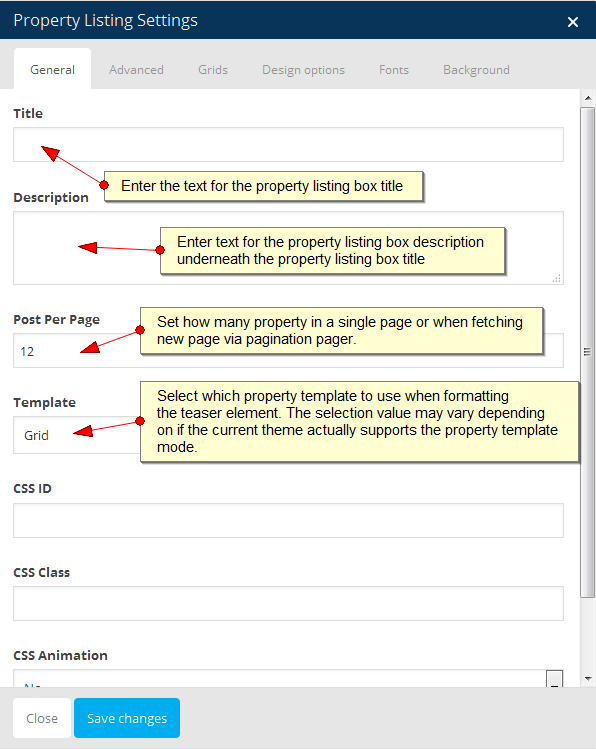 Property Listing Settings
General Advanced Grids Design options Fonts Background
Title
Enter the text for the property listing box title
Description
Enter text for the property listing box description
underneath the property listing box title
Post Per Page
Set how many property in a single page or when fetching
new page via pagination pager.
12
Template
Select which property template to use when formatting
the teaser element. The selection value may vary depending
on if the current theme actually supports the property template
mode.
Grid
CSS ID
CSS Class
CSS Animation
Close Save changes